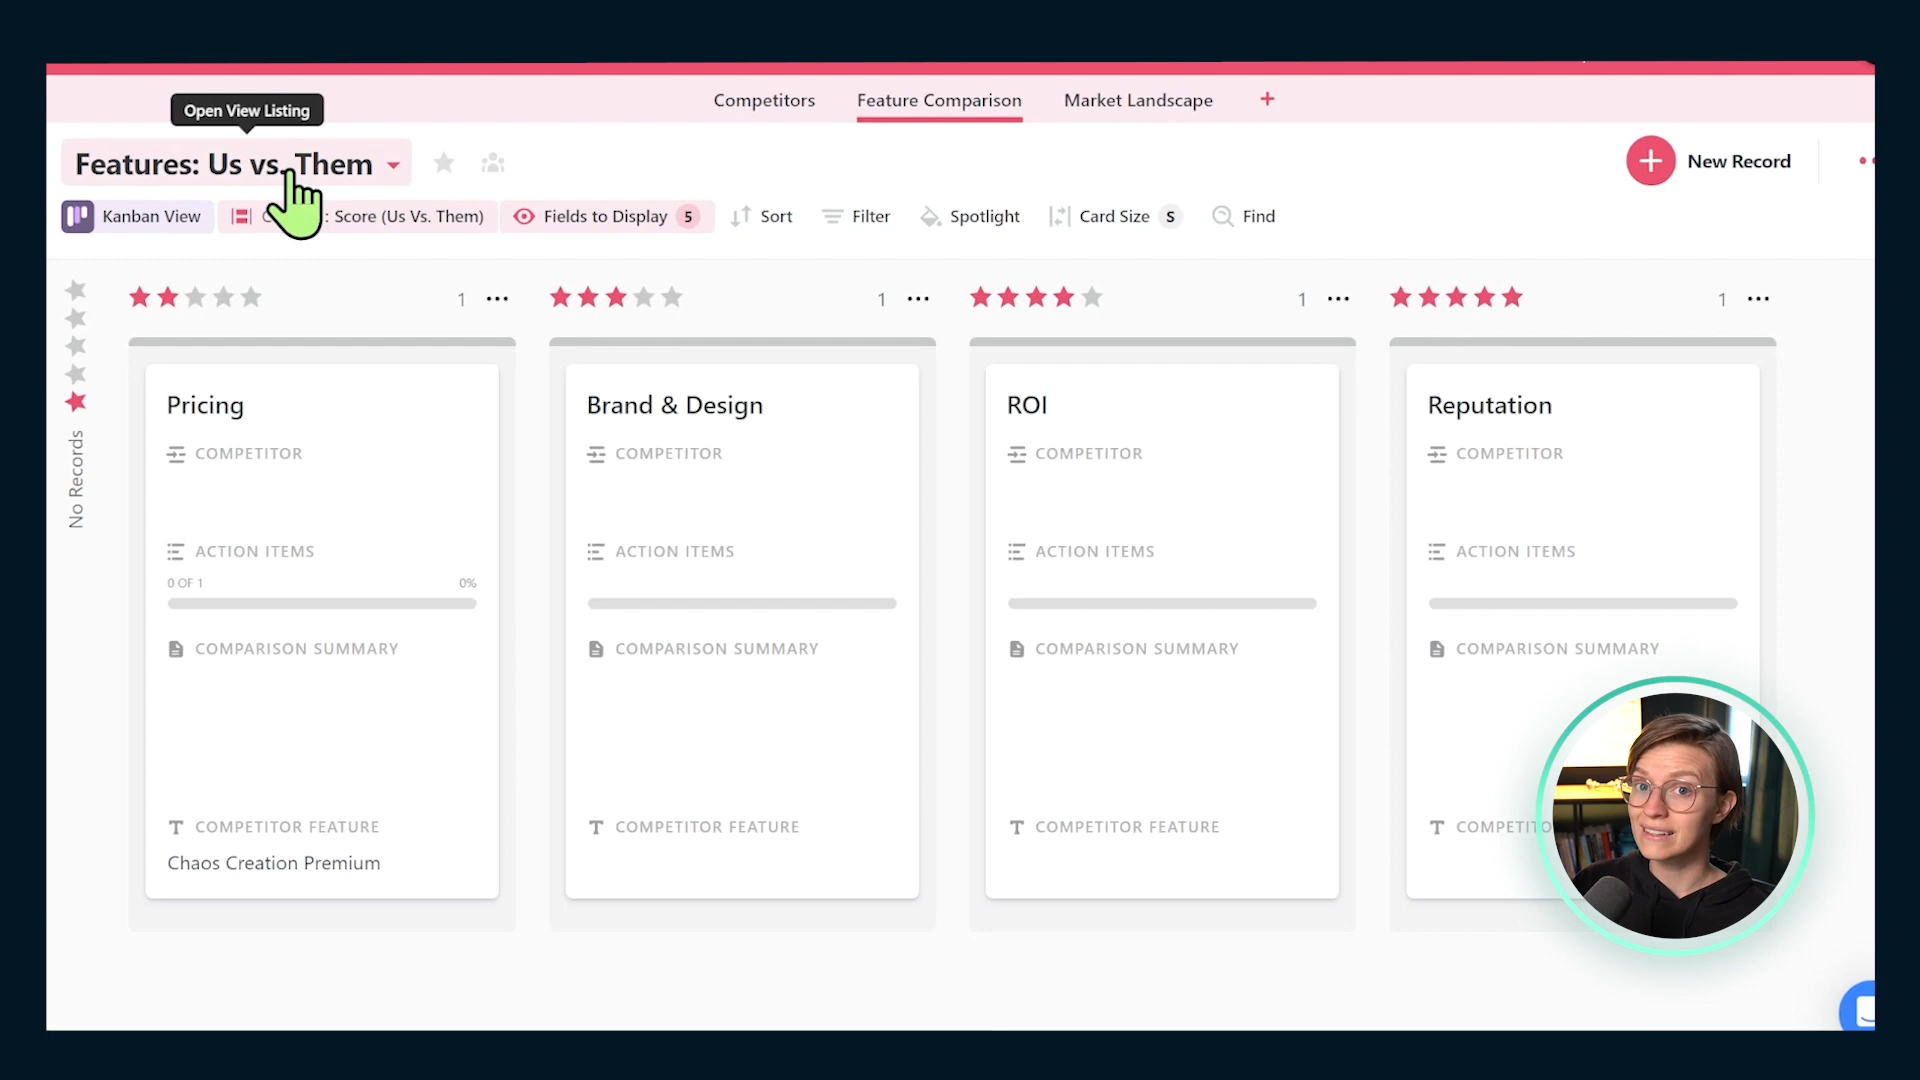 Open View Listing
Competitors
Feature Comparison
Market Landscape
Features: Us vs. Them
New Record
Kanban View
: Score (Us Vs. Them)
Fields to Display 5
Sort
Filter
Spotlight
Card Size S
Find
No Records
1
1
1
1
Pricing
COMPETITOR
ACTION ITEMS
0 OF 1
0%
COMPARISON SUMMARY
COMPETITOR FEATURE
Chaos Creation Premium
Brand & Design
COMPETITOR
ACTION ITEMS
COMPARISON SUMMARY
COMPETITOR FEATURE
ROI
COMPETITOR
ACTION ITEMS
COMPARISON SUMMARY
COMPETITOR FEATURE
Reputation
COMPETITOR
ACTION ITEMS
COMPARISON SUMMARY